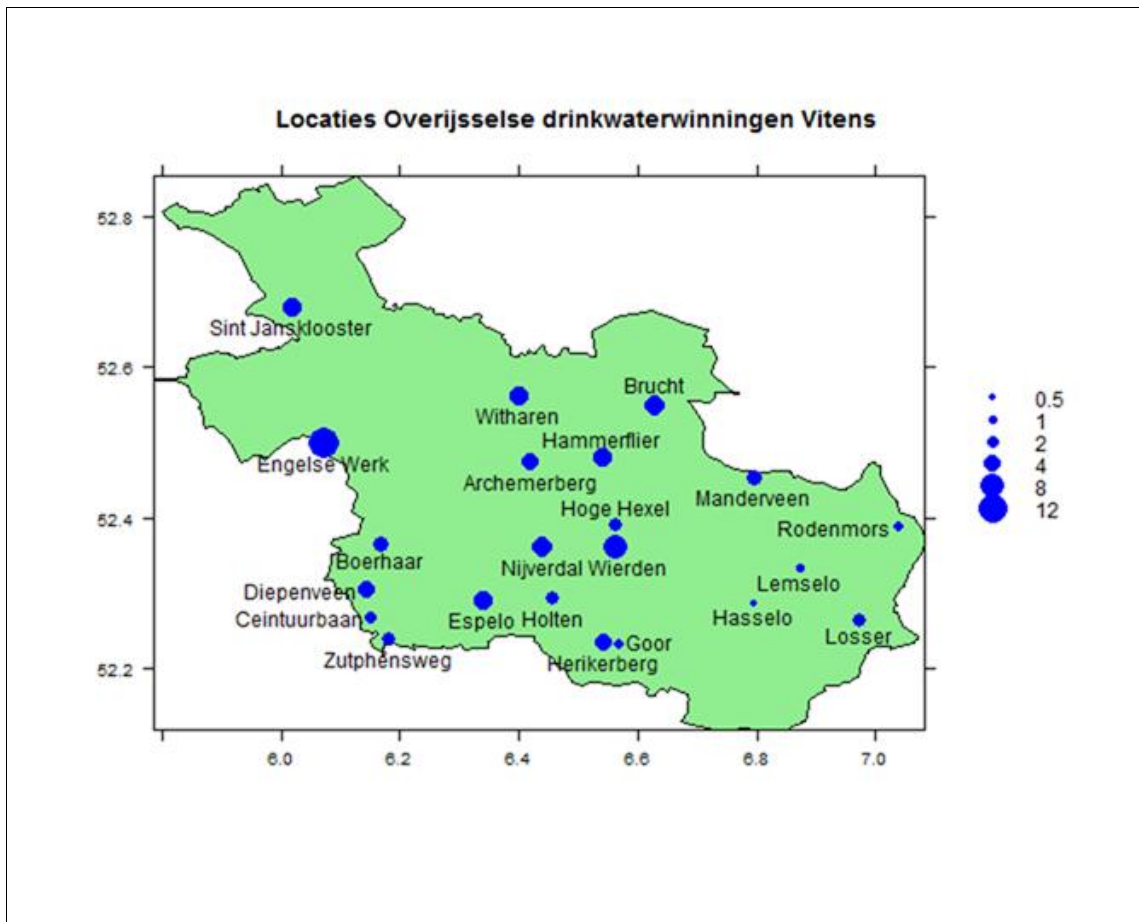 Locaties Overijsselse drinkwaterwinningen Vitens
52.8
Sint Jansklooster
52.6
Brucht
Witharen
Hammerflier
Engelse Werk
Archemerberg
Manderveen
Hoge Hexel
52.4
Rodenmors
Boerhaar
Nijverdal Wierden
Lemselo
Diepenveen
Ceintuurbaan
Espelo Holten
Hasselo
Losser
Zutphensweg
Goor
Herikerberg
52.2
6.0 6.2 6.4 6.6 6.8 7.0
0.5
1
2
4
8
12